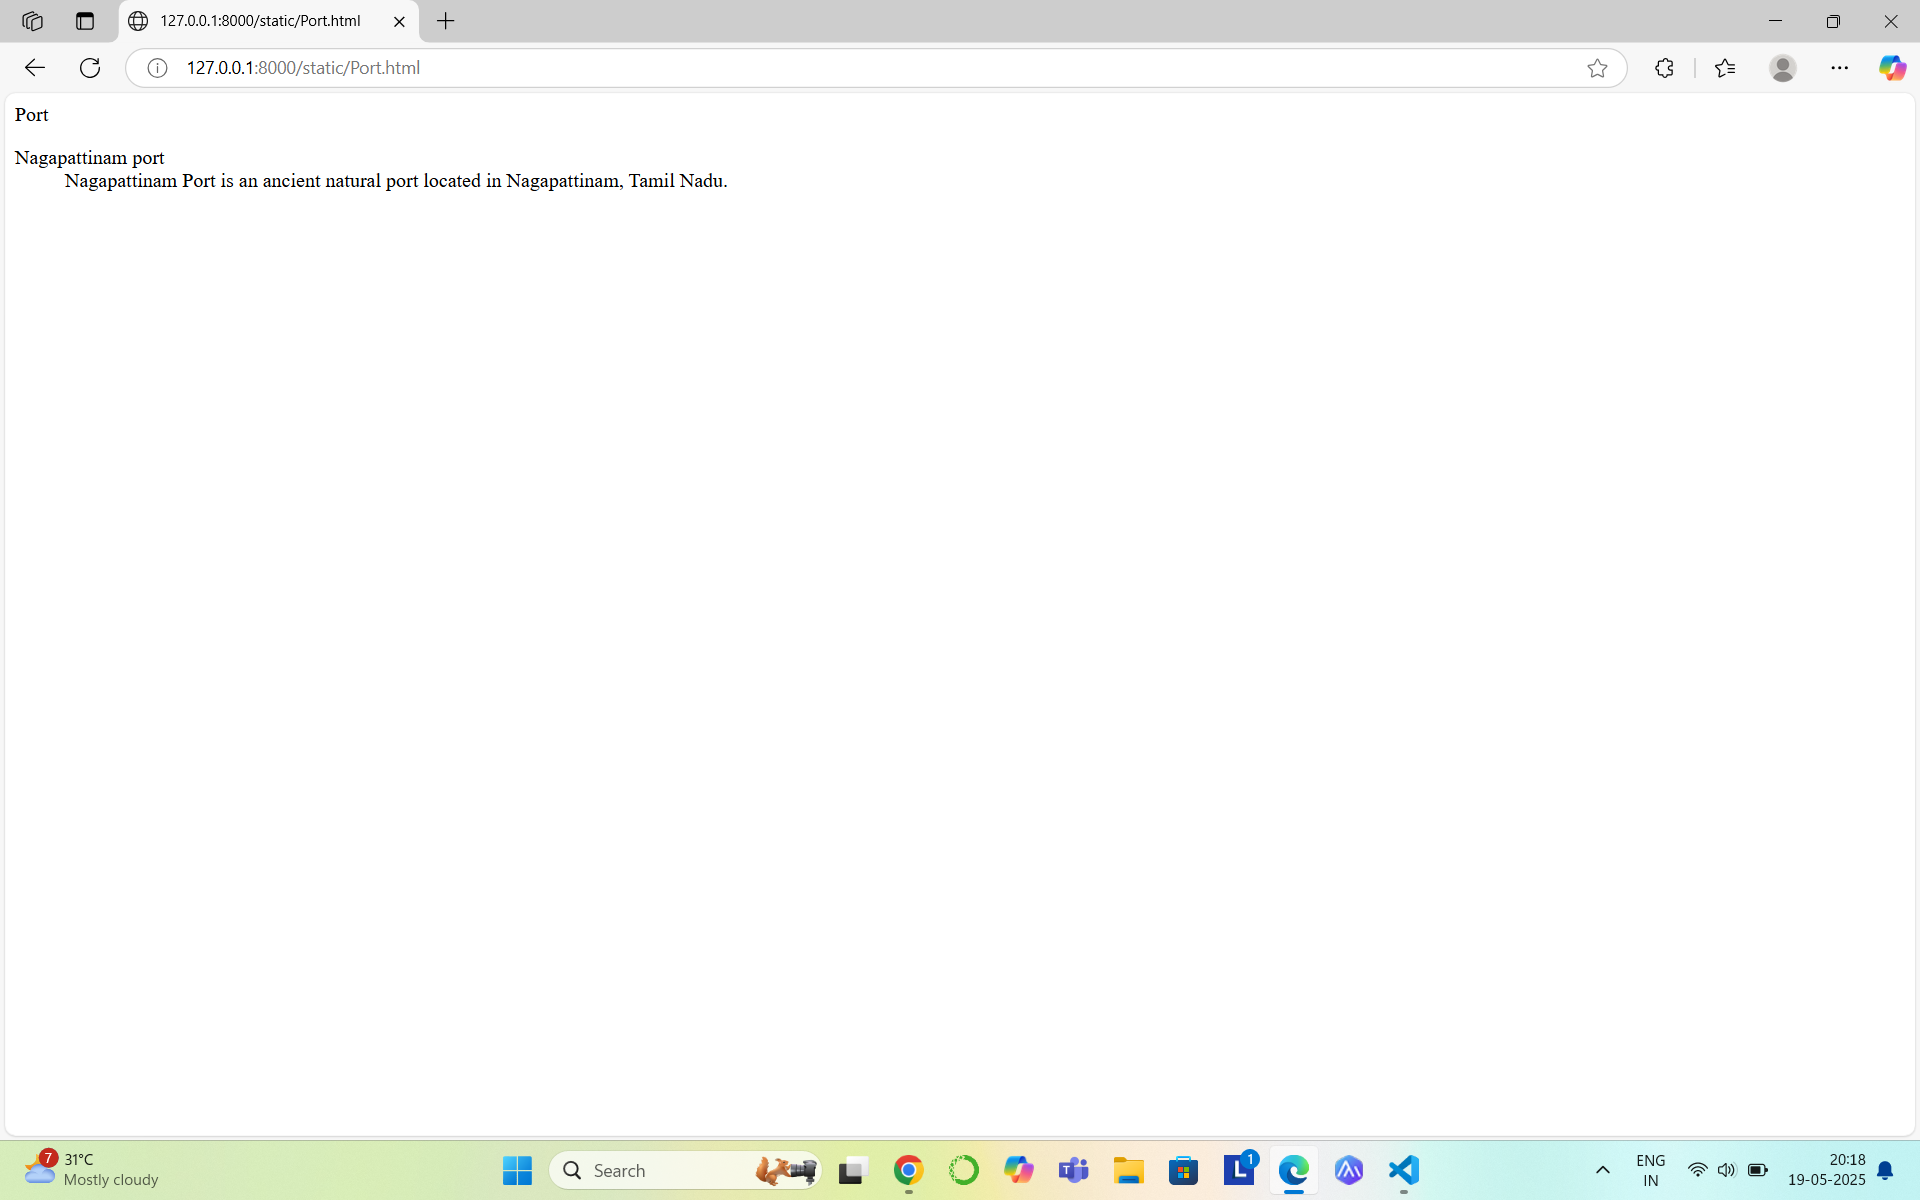 127.0.0.1:8000/static/Port.html
127.0.0.1:8000/static/Port.html
Port
Nagapattinam port
Nagapattinam Port is an ancient natural port located in Nagapattinam, Tamil Nadu.
7
31°C
Mostly cloudy
Search
T
L
1
ENG
IN
20:18
19-05-2025